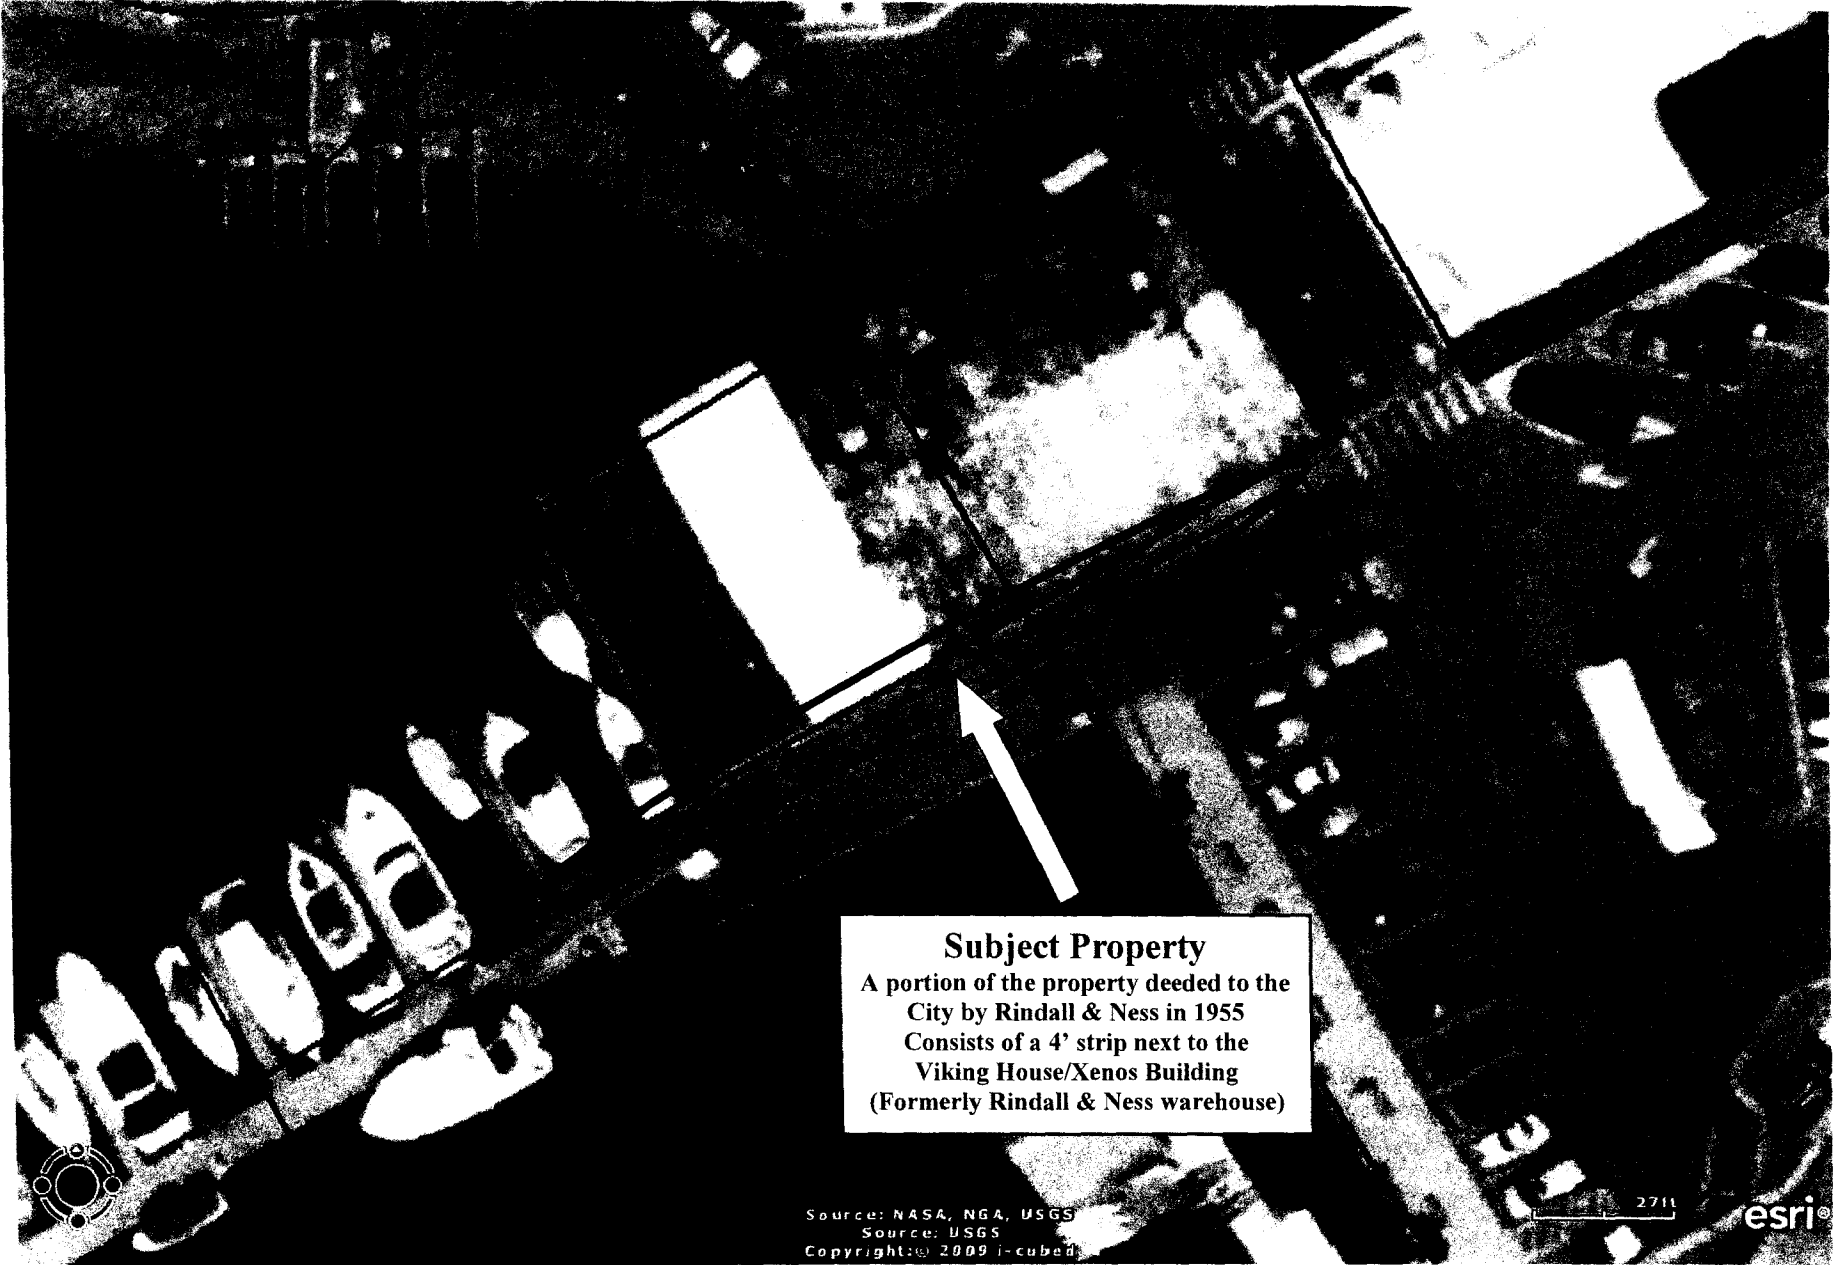 Subject Property
A portion of the property deeded to the
City by Rindall & Ness in 1955
Consists of a 4' strip next to the
Viking House/Xenos Building
(Formerly Rindall & Ness warehouse)
Source: NASA, NGA, USGS
Source: USGS
Copyright:© 2009 i-cubed
27ft
esri®